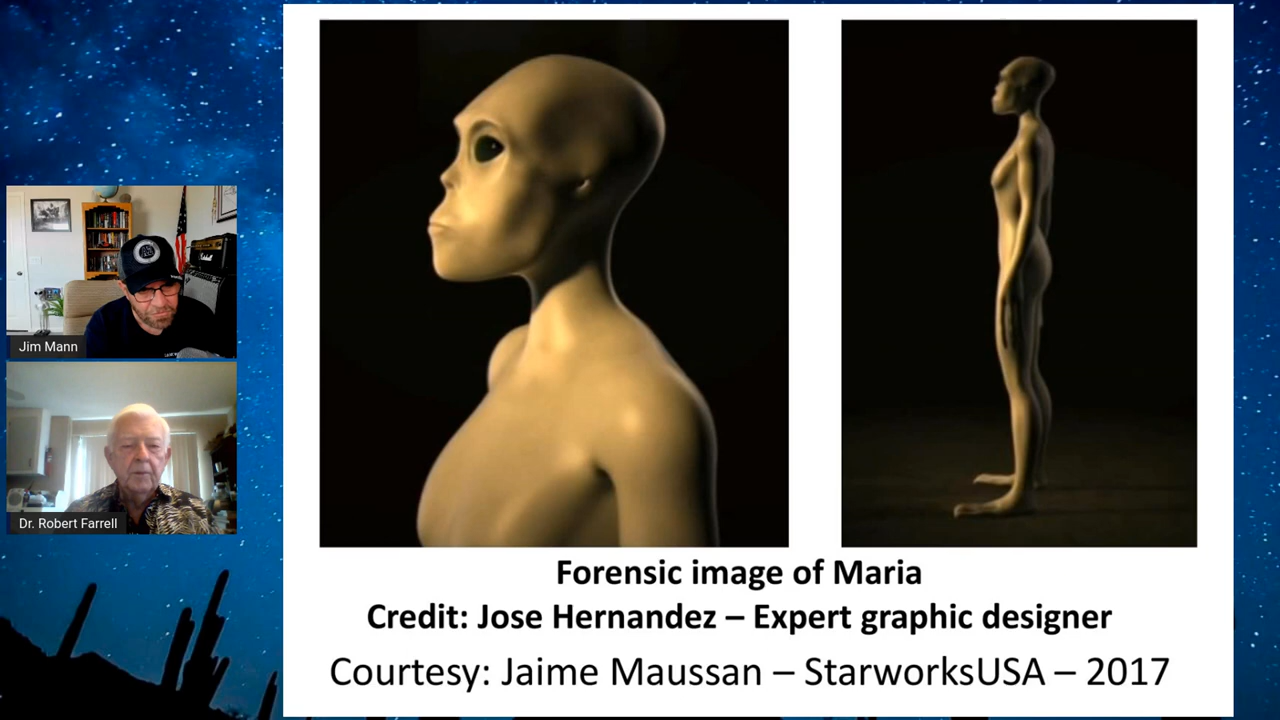 Jim Mann
Dr. Robert Farrell
Forensic image of Maria
Credit: Jose Hernandez – Expert graphic designer
Courtesy: Jaime Maussan – StarworksUSA – 2017